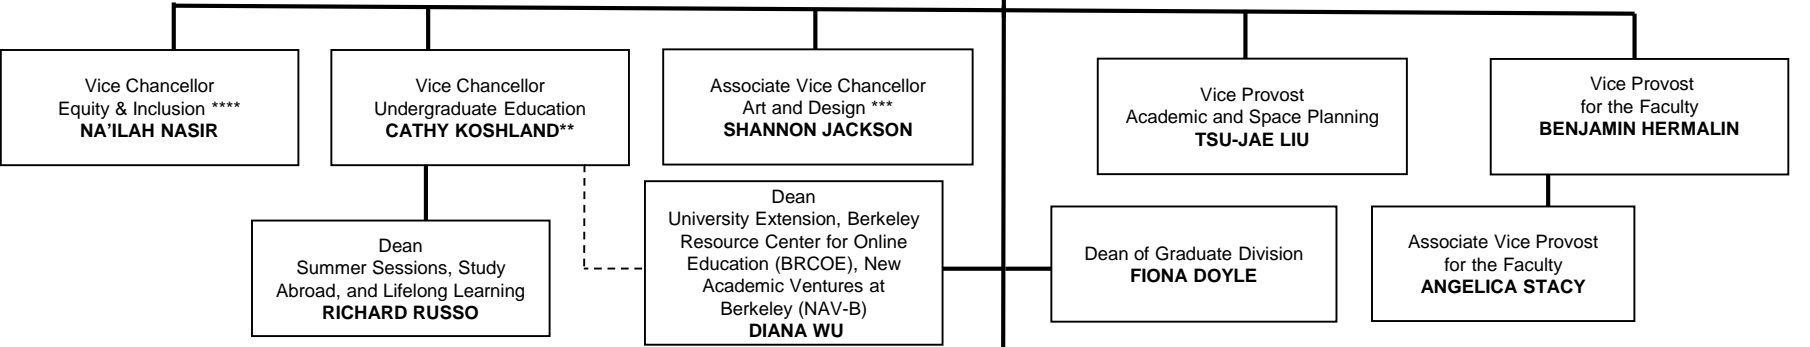 Vice Chancellor
Equity & Inclusion ****
NA’ILAH NASIR
Vice Chancellor
Undergraduate Education
CATHY KOSHLAND**
Associate Vice Chancellor
Art and Design ***
SHANNON JACKSON
Vice Provost
Academic and Space Planning
TSU-JAE LIU
Vice Provost
for the Faculty
BENJAMIN HERMALIN
Dean
Summer Sessions, Study
Abroad, and Lifelong Learning
RICHARD RUSSO
Dean
University Extension, Berkeley
Resource Center for Online
Education (BRCOE), New
Academic Ventures at
Berkeley (NAV-B)
DIANA WU
Dean of Graduate Division
FIONA DOYLE
Associate Vice Provost
for the Faculty
ANGELICA STACY